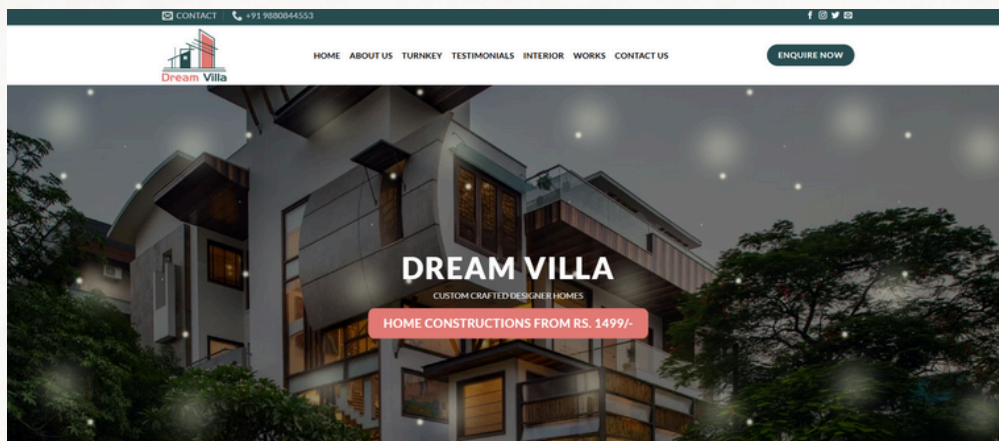 CONTACT
+91 9880844553
Dream Villa
HOME ABOUT US TURNKEY TESTIMONIALS INTERIOR WORKS CONTACT US
ENQUIRE NOW
DREAM VILLA
CUSTOM CRAFTED DESIGNER HOMES
HOME CONSTRUCTIONS FROM RS. 1499/-